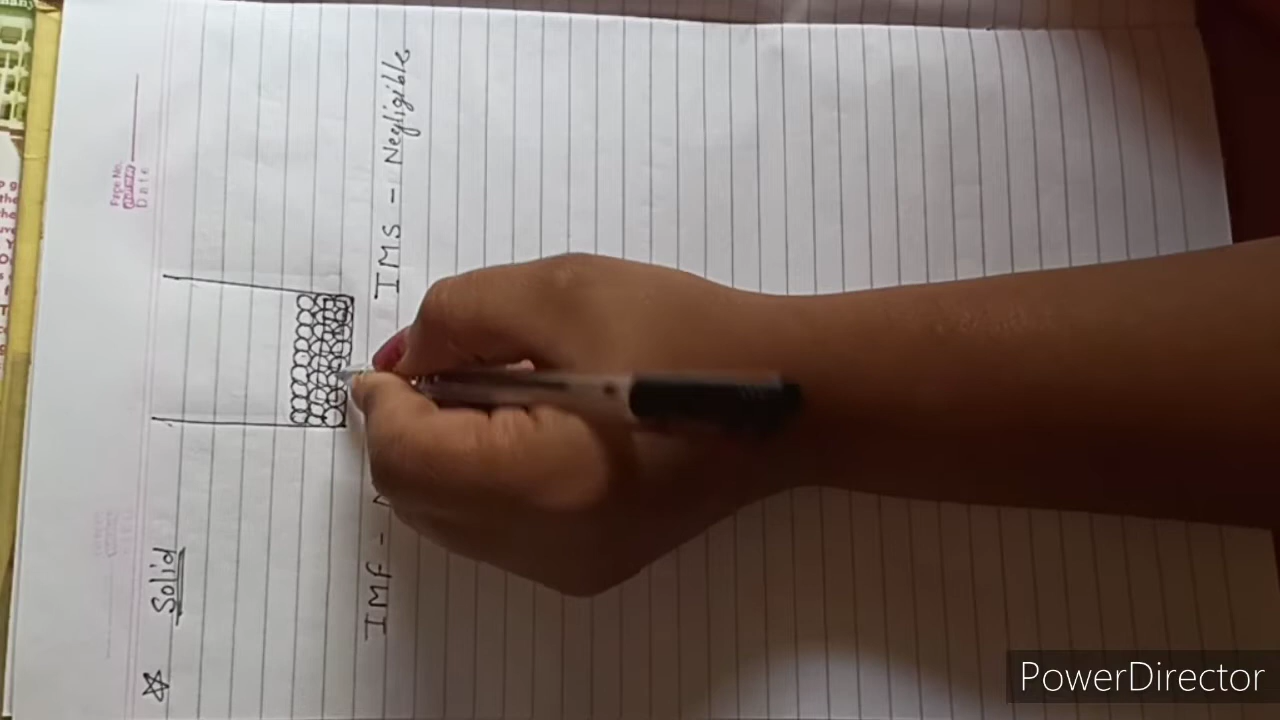 Page No.
Date
☆ Solid
IMF - IMS - Negligible
PowerDirector